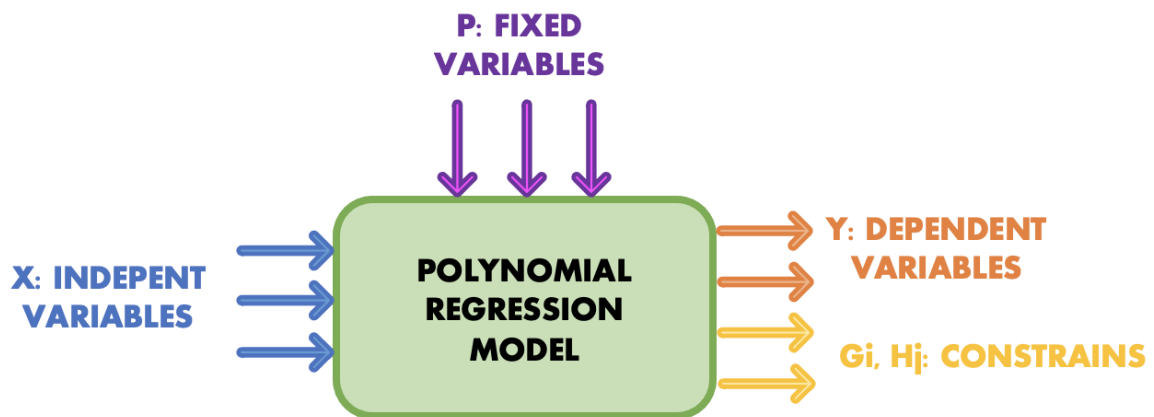 P: FIXED
VARIABLES
X: INDEPENT
VARIABLES
POLYNOMIAL
REGRESSION
MODEL
Y: DEPENDENT
VARIABLES
Gi, Hj: CONSTRAINS